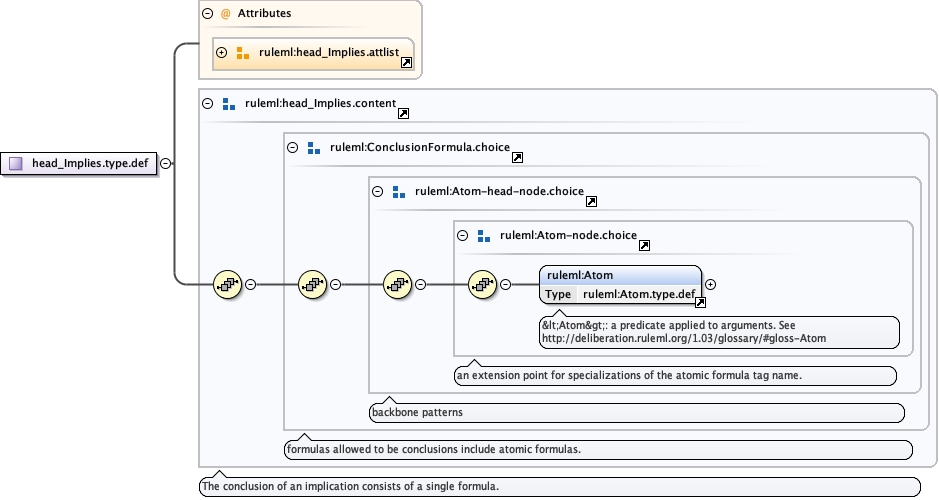 @ Attributes
ruleml:head_Implies.attlist
ruleml:head_Implies.content
ruleml:ConclusionFormula.choice
head_Implies.type.def
ruleml:Atom-head-node.choice
ruleml:Atom-node.choice
ruleml:Atom
Type ruleml:Atom.type.def
&lt;Atom&gt;: a predicate applied to arguments. See
http://deliberation.ruleml.org/1.03/glossary/#gloss-Atom
an extension point for specializations of the atomic formula tag name.
backbone patterns
formulas allowed to be conclusions include atomic formulas.
The conclusion of an implication consists of a single formula.